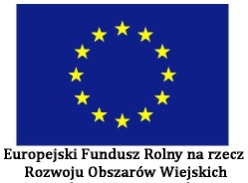 Europejski Fundusz Rolny na rzecz
Rozwoju Obszarów Wiejskich